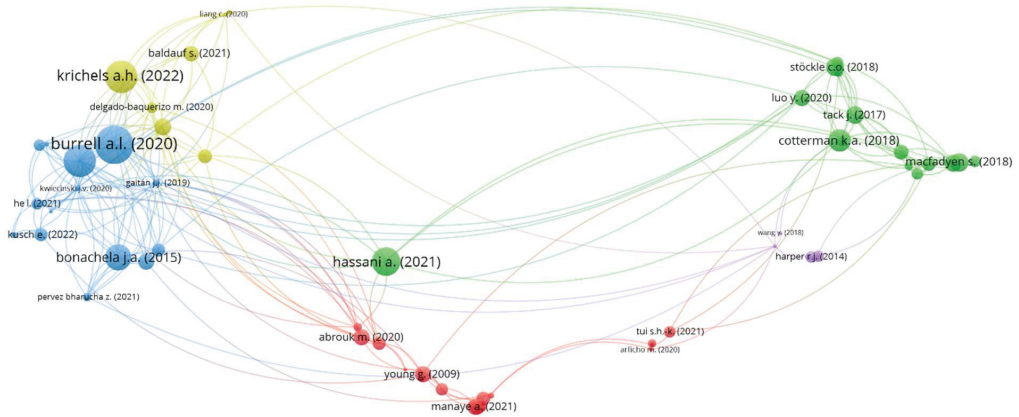 liang c. (2020)
baldauf s. (2021)
krichels a.h. (2022)
delgado-baquerizo m. (2020)
burrell a.l. (2020)
kwiecinski v. (2020)
gaitán j.j. (2019)
he l. (2021)
kusch e. (2022)
bonachela j.a. (2015)
pervez bharucha z. (2021)
hassani a. (2021)
abrouk m. (2020)
young g. (2009)
manaye a. (2021)
tui s.h.-k. (2021)
arficho m. (2020)
wang y. (2018)
harper r.j. (2014)
stöckle c.o. (2018)
luo y. (2020)
tack j. (2017)
cotterman k.a. (2018)
macfadyen s. (2018)